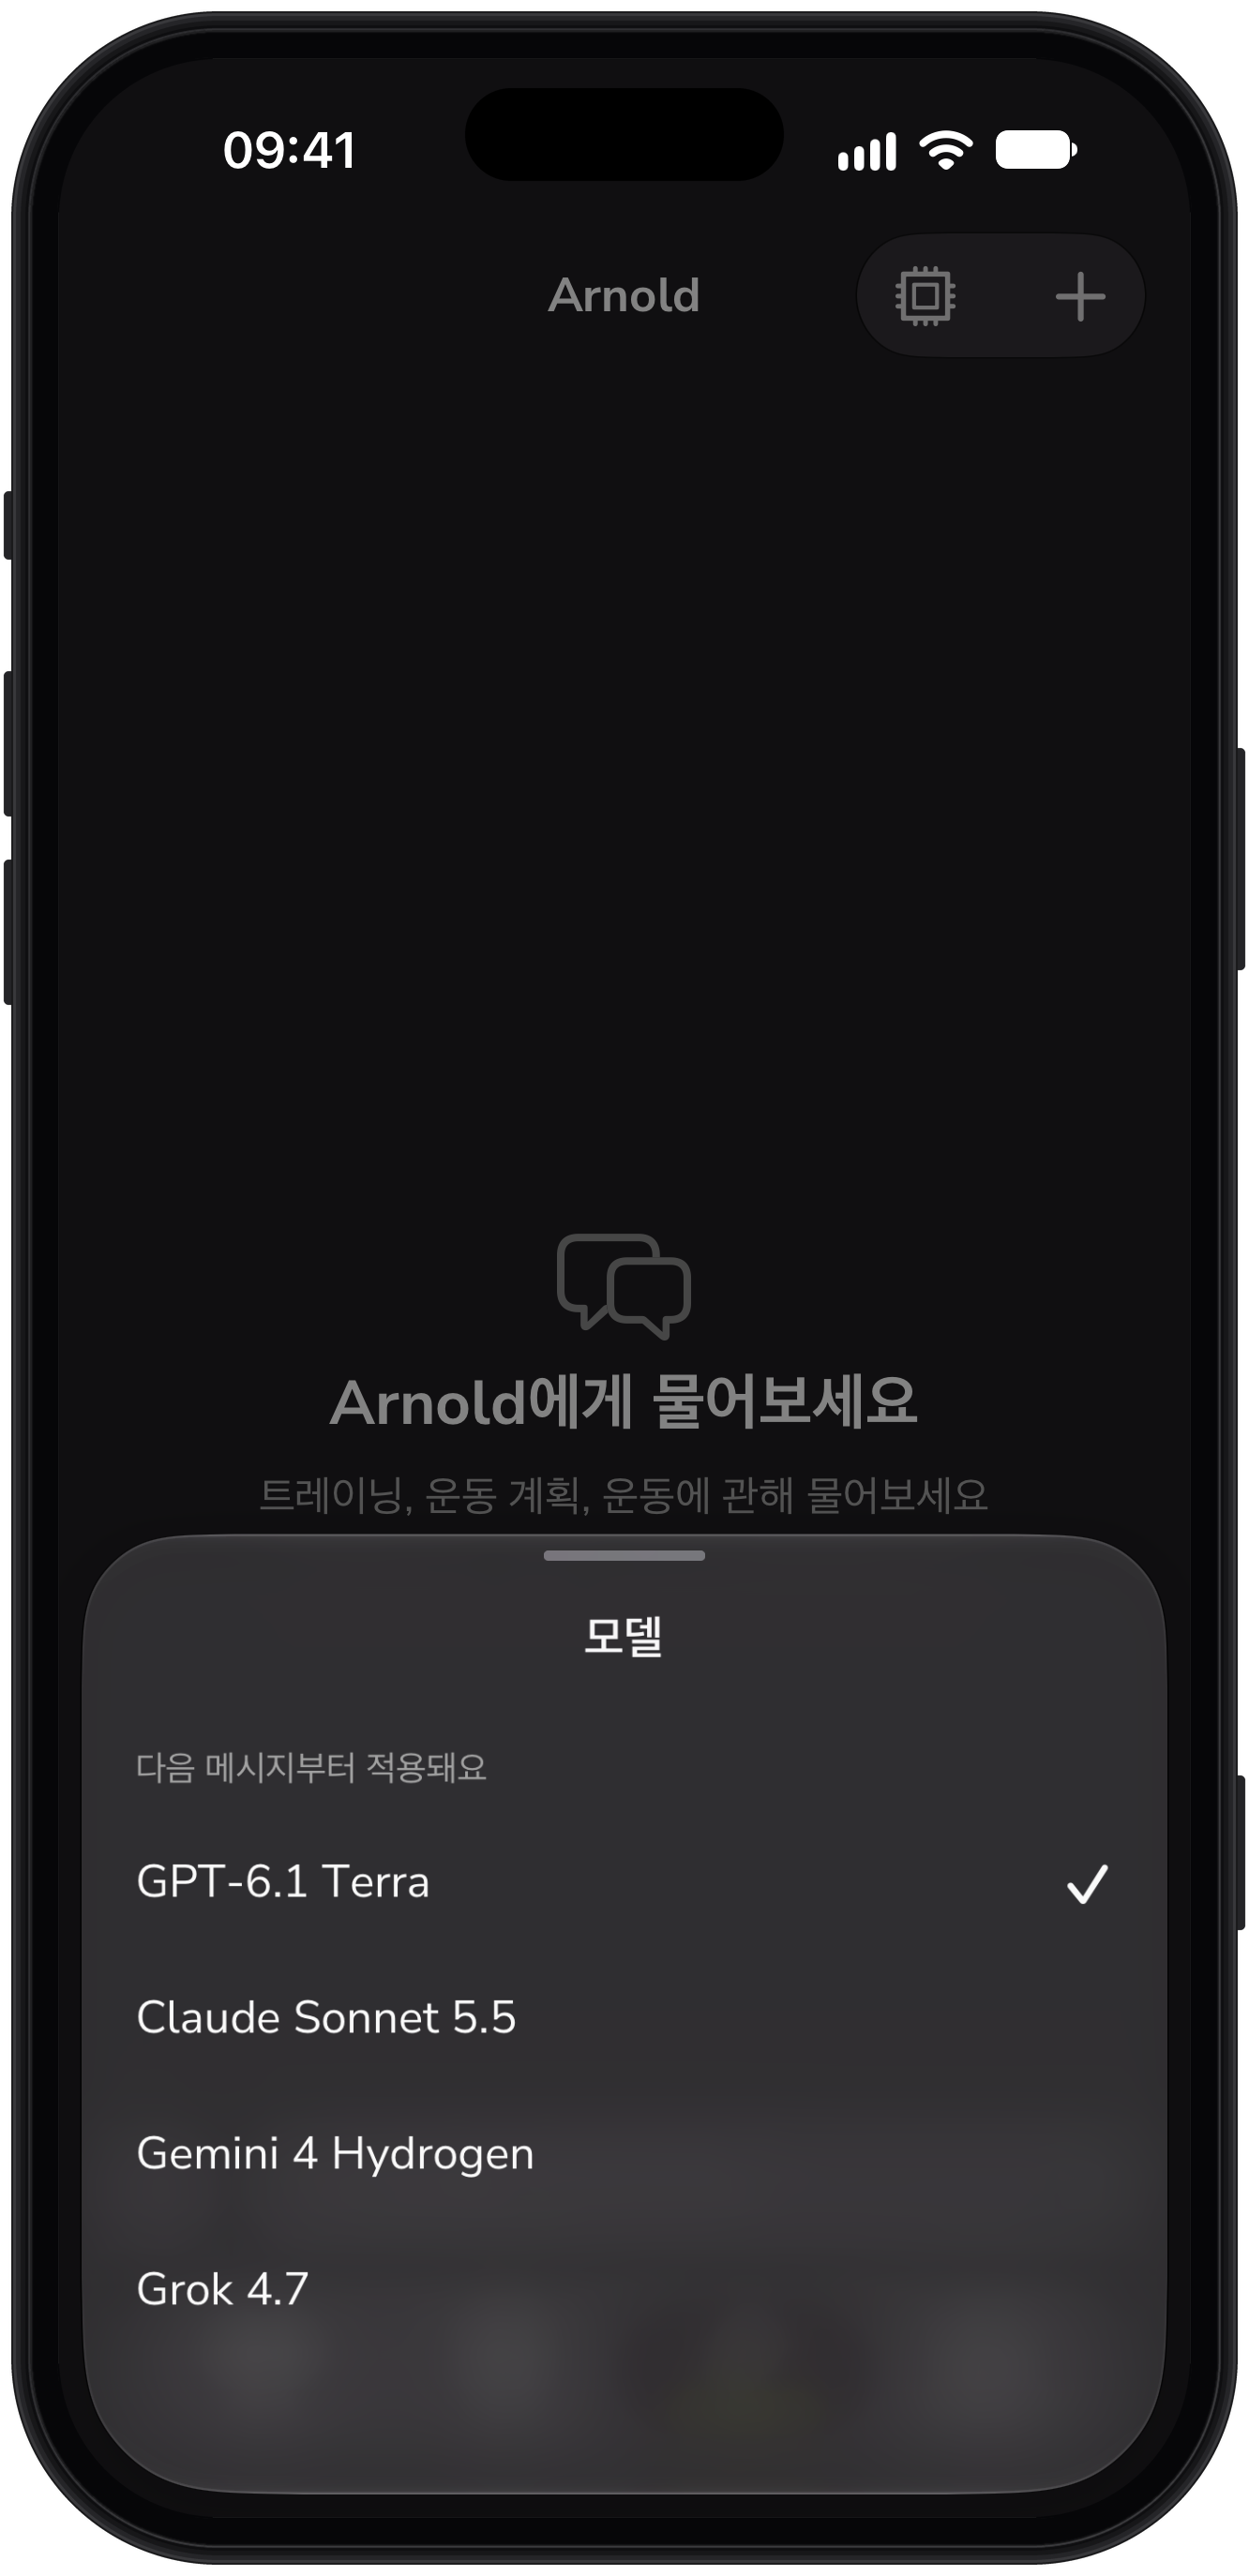 09:41
Arnold
Arnold에게 물어보세요
트레이닝, 운동 계획, 운동에 관해 물어보세요
모델
다음 메시지부터 적용돼요
GPT-6.1 Terra
Claude Sonnet 5.5
Gemini 4 Hydrogen
Grok 4.7